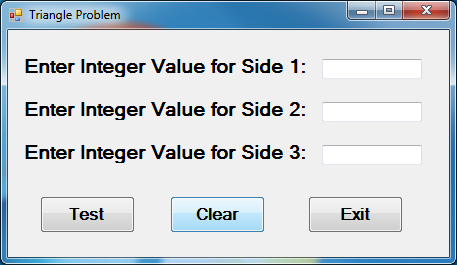 Triangle Problem
Enter Integer Value for Side 1:
Enter Integer Value for Side 2:
Enter Integer Value for Side 3:
Test Clear Exit